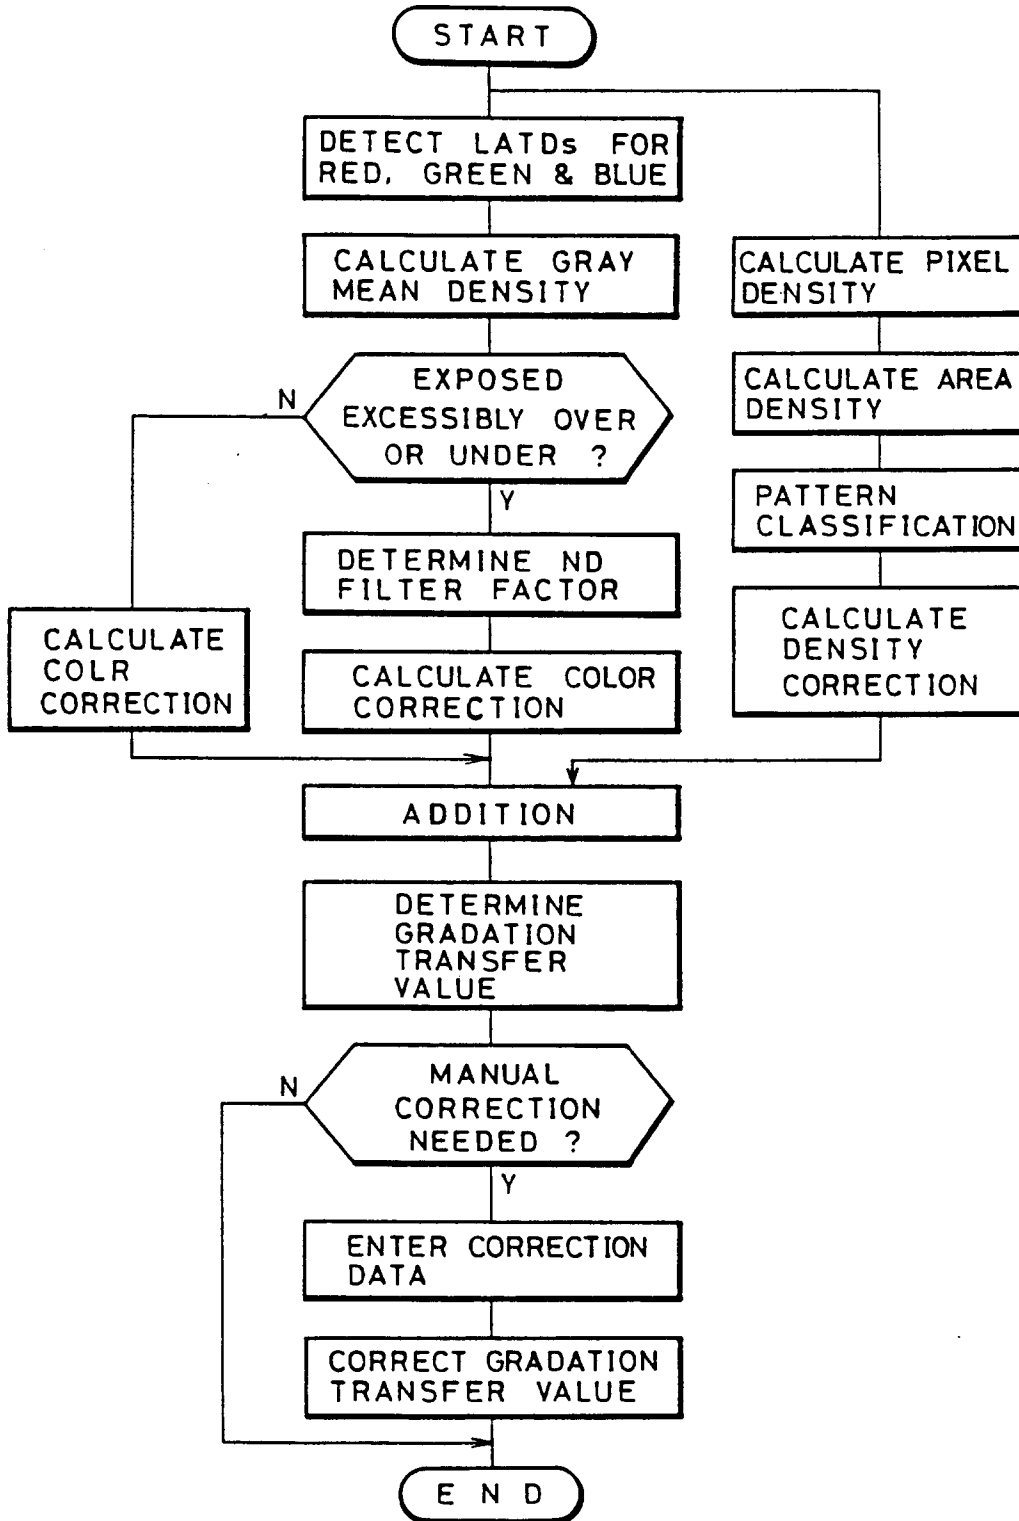 START
DETECT LATDs FOR
RED, GREEN & BLUE
CALCULATE GRAY
MEAN DENSITY
CALCULATE PIXEL
DENSITY
EXPOSED
EXCESSIBLY OVER
OR UNDER ?
N
Y
CALCULATE AREA
DENSITY
PATTERN
CLASSIFICATION
DETERMINE ND
FILTER FACTOR
CALCULATE
COLR
CORRECTION
CALCULATE COLOR
CORRECTION
CALCULATE
DENSITY
CORRECTION
ADDITION
DETERMINE
GRADATION
TRANSFER
VALUE
MANUAL
CORRECTION
NEEDED ?
N
Y
ENTER CORRECTION
DATA
CORRECT GRADATION
TRANSFER VALUE
END